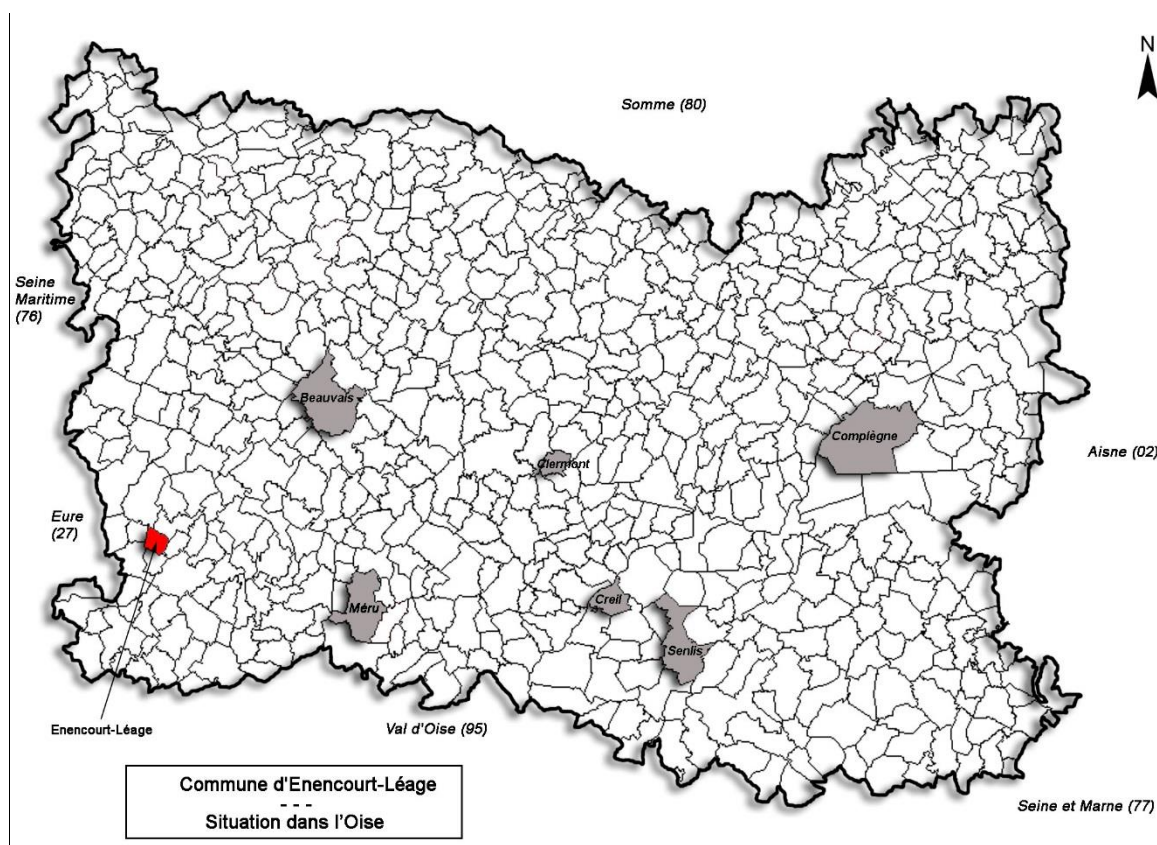 N
Somme (80)
Seine
Maritime
(76)
Beauvais
Compiègne
Clermont
Aisne (02)
Eure
(27)
Creil
Méru
Senlis
Enencourt-Léage
Val d'Oise (95)
Commune d'Enencourt-Léage
- - -
Situation dans l'Oise
Seine et Marne (77)